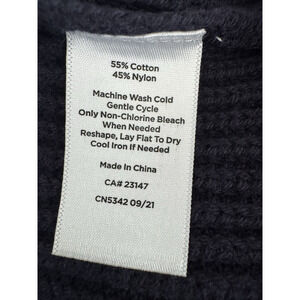 55% Cotton
45% Nylon
Machine Wash Cold
Gentle Cycle
Only Non-Chlorine Bleach
When Needed
Reshape, Lay Flat To Dry
Cool Iron If Needed
Made In China
CA# 23147
CN5342 09/21